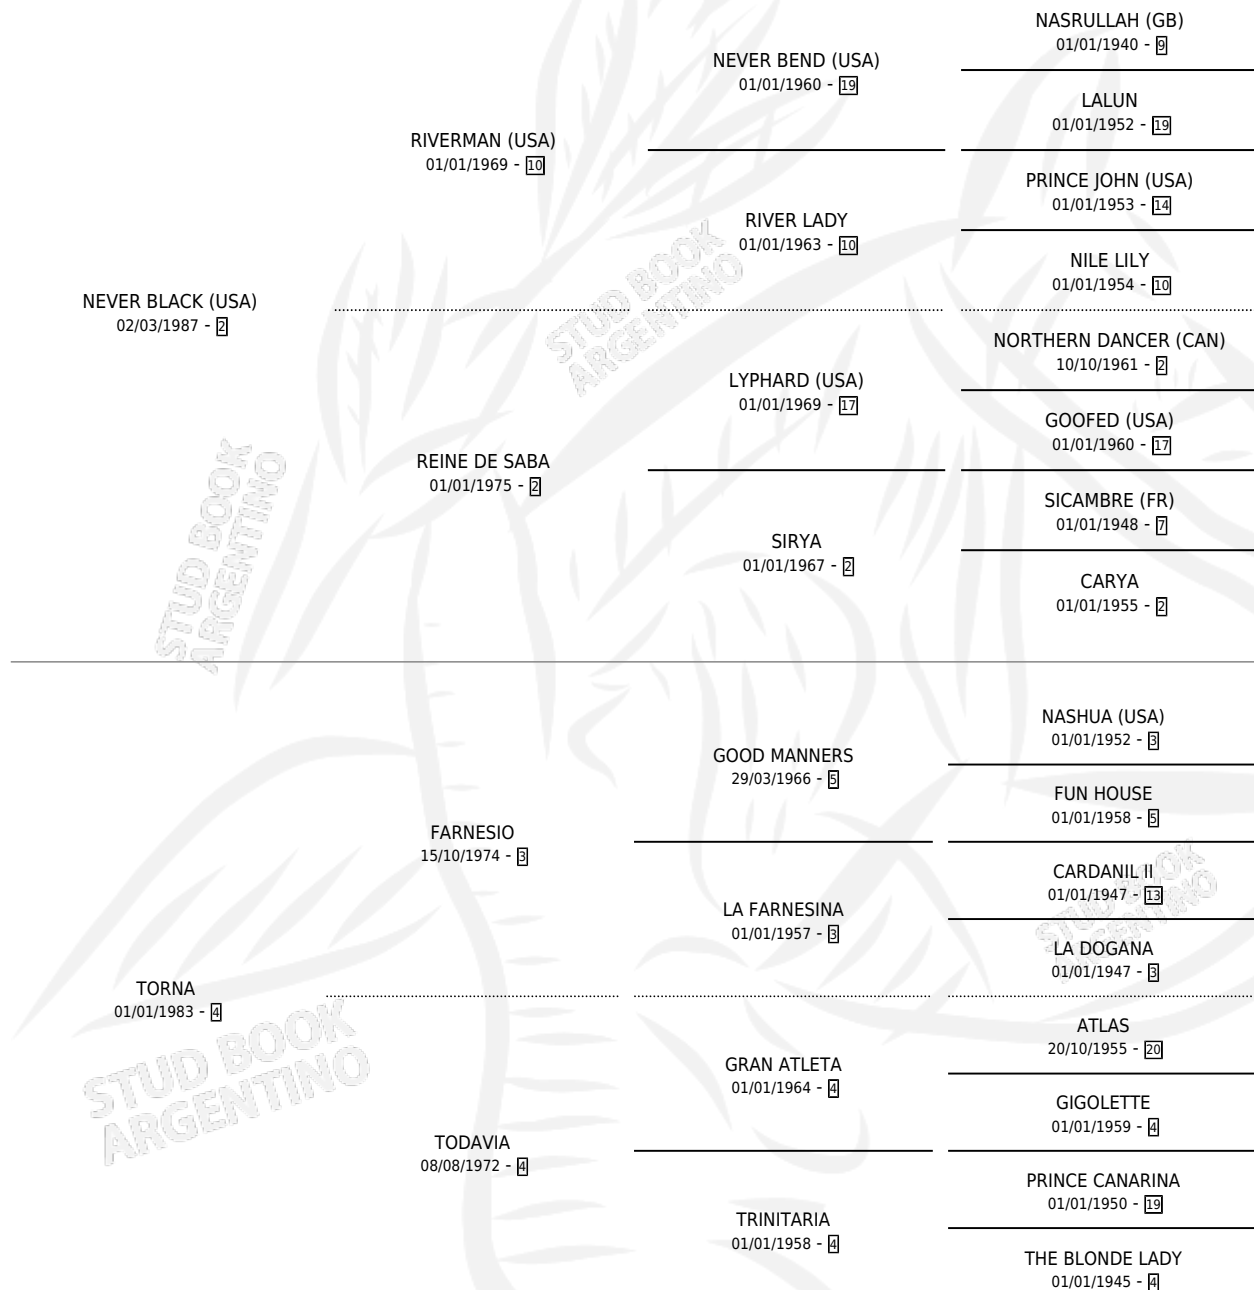 NASRULLAH (GB)
01/01/1940 - 9
NEVER BEND (USA)
01/01/1960 - 19
LALUN
01/01/1952 - 19
RIVERMAN (USA)
01/01/1969 - 10
PRINCE JOHN (USA)
01/01/1953 - 14
RIVER LADY
01/01/1963 - 10
NILE LILY
01/01/1954 - 10
NEVER BLACK (USA)
02/03/1987 - 2
NORTHERN DANCER (CAN)
10/10/1961 - 2
LYPHARD (USA)
01/01/1969 - 17
GOOFED (USA)
01/01/1960 - 17
REINE DE SABA
01/01/1975 - 2
SICAMBRE (FR)
01/01/1948 - 7
SIRYA
01/01/1967 - 2
CARYA
01/01/1955 - 2
NASHUA (USA)
01/01/1952 - 3
GOOD MANNERS
29/03/1966 - 5
FUN HOUSE
01/01/1958 - 5
FARNESIO
15/10/1974 - 3
CARDANIL II
01/01/1947 - 13
LA FARNESINA
01/01/1957 - 3
LA DOGANA
01/01/1947 - 3
TORNA
01/01/1983 - 4
ATLAS
20/10/1955 - 20
GRAN ATLETA
01/01/1964 - 4
GIGOLETTE
01/01/1959 - 4
TODAVIA
08/08/1972 - 4
PRINCE CANARINA
01/01/1950 - 19
TRINITARIA
01/01/1958 - 4
THE BLONDE LADY
01/01/1945 - 4
STUD BOOK
ARGENTINO
STUD BOOK
ARGENTINO
STUD BOOK
ARGENTINO
STUD BOOK
ARGENTINO